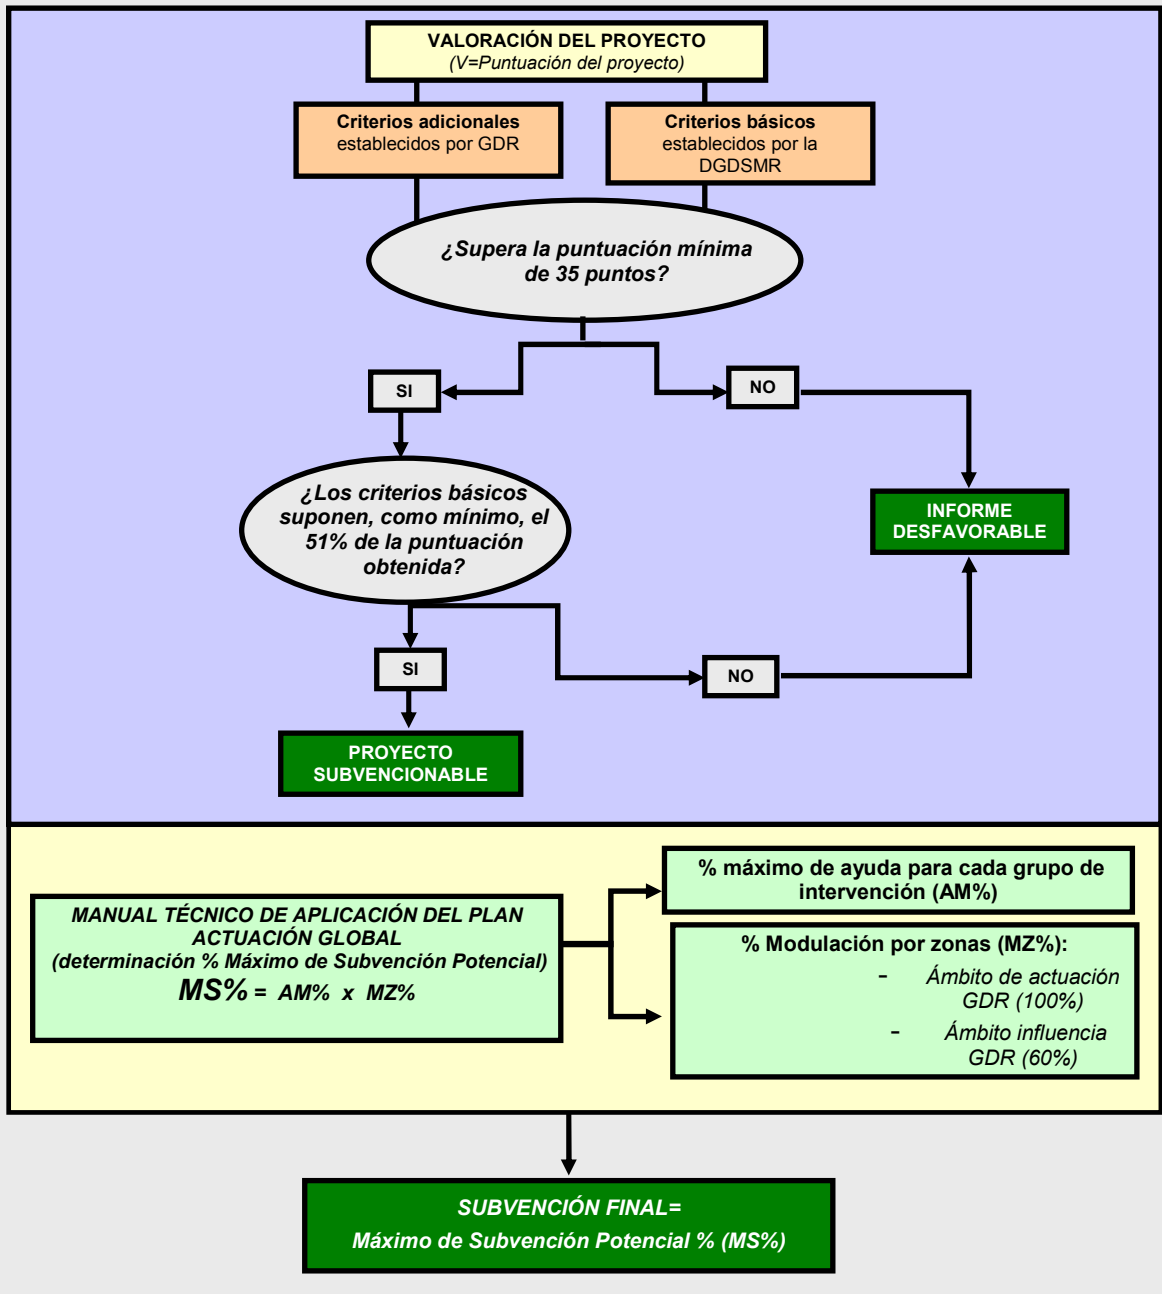 VALORACIÓN DEL PROYECTO
(V=Puntuación del proyecto)
Criterios adicionales
establecidos por GDR
Criterios básicos
establecidos por la
DGDSMR
¿Supera la puntuación mínima
de 35 puntos?
SI
NO
¿Los criterios básicos
suponen, como mínimo, el
51% de la puntuación
obtenida?
INFORME
DESFAVORABLE
SI
NO
PROYECTO
SUBVENCIONABLE
% máximo de ayuda para cada grupo de
intervención (AM%)
MANUAL TÉCNICO DE APLICACIÓN DEL PLAN
ACTUACIÓN GLOBAL
(determinación % Máximo de Subvención Potencial)
MS% = AM% x MZ%
% Modulación por zonas (MZ%):
- Ámbito de actuación
GDR (100%)
- Ámbito influencia
GDR (60%)
SUBVENCIÓN FINAL=
Máximo de Subvención Potencial % (MS%)